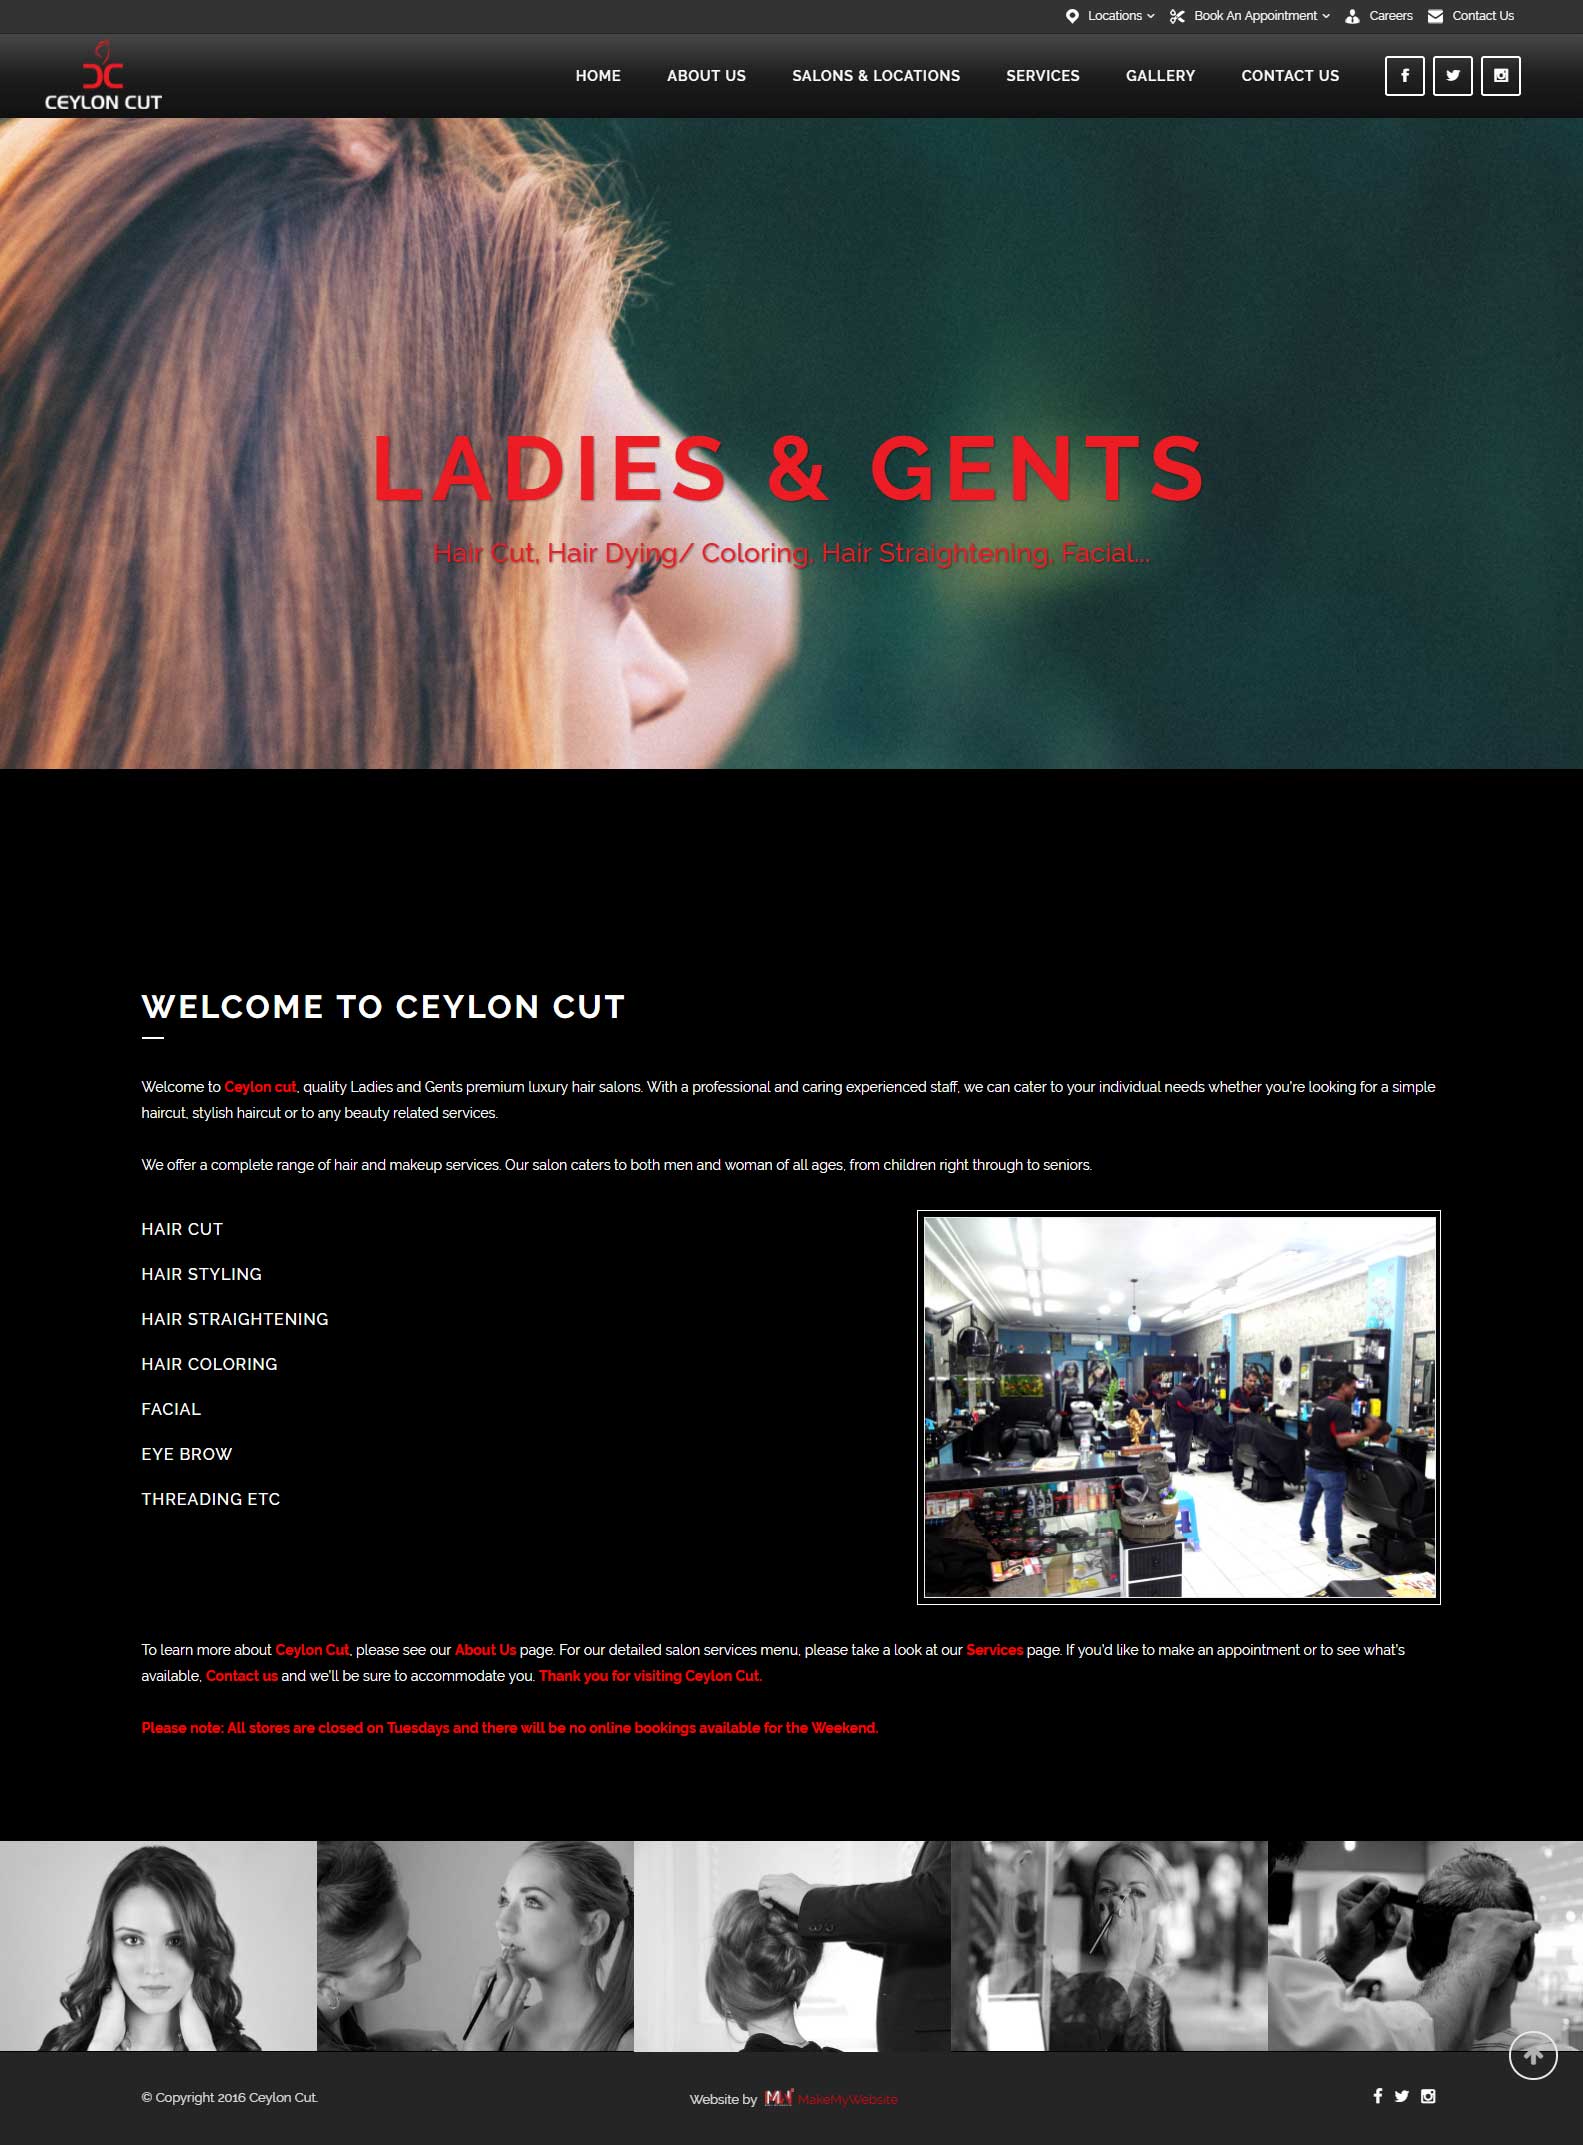 Locations Book An Appointment Careers Contact Us
CEYLON CUT
HOME ABOUT US SALONS & LOCATIONS SERVICES GALLERY CONTACT US
LADIES & GENTS
Hair Cut, Hair Dying/ Coloring, Hair Straightening, Facial...
WELCOME TO CEYLON CUT
Welcome to Ceylon cut, quality Ladies and Gents premium luxury hair salons. With a professional and caring experienced staff, we can cater to your individual needs whether you're looking for a simple
haircut, stylish haircut or to any beauty related services.
We offer a complete range of hair and makeup services. Our salon caters to both men and woman of all ages, from children right through to seniors.
HAIR CUT
HAIR STYLING
HAIR STRAIGHTENING
HAIR COLORING
FACIAL
EYE BROW
THREADING ETC
To learn more about Ceylon Cut, please see our About Us page. For our detailed salon services menu, please take a look at our Services page. If you'd like to make an appointment or to see what's
available, Contact us and we'll be sure to accommodate you. Thank you for visiting Ceylon Cut.
Please note: All stores are closed on Tuesdays and there will be no online bookings available for the Weekend.
© Copyright 2016 Ceylon Cut.
Website by MakeMyWebsite